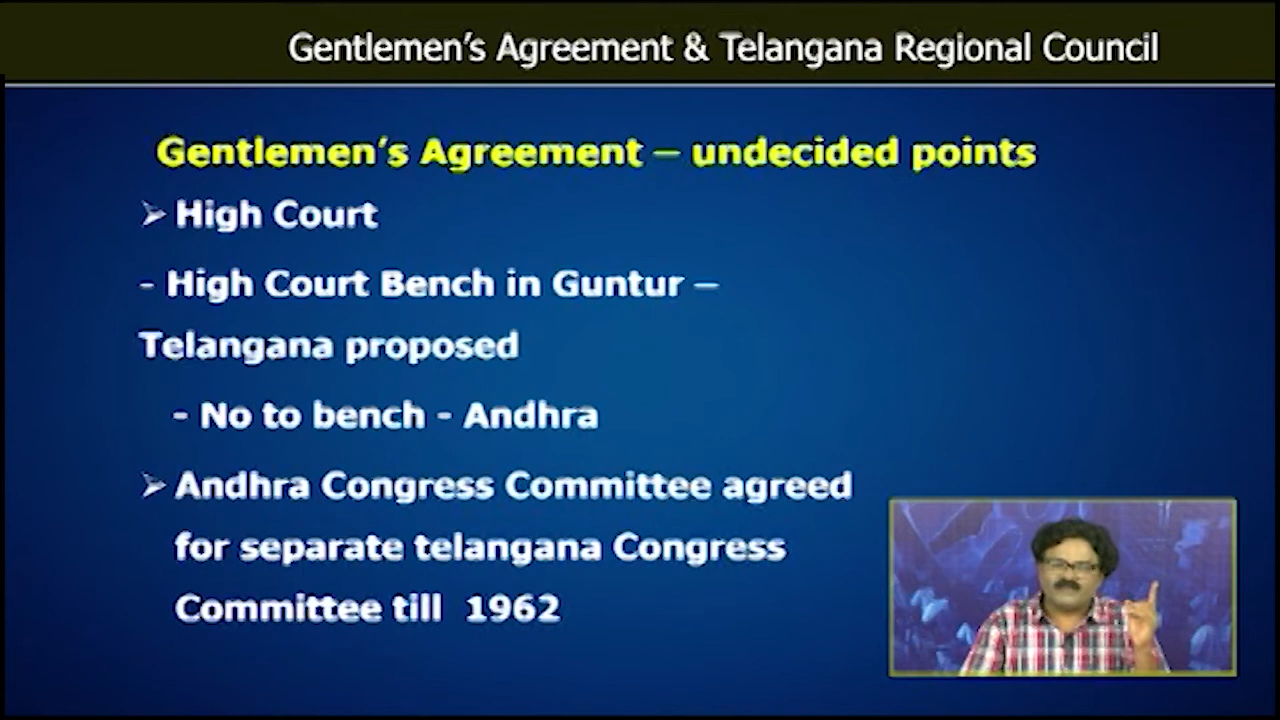 Gentlemen’s Agreement & Telangana Regional Council
Gentlemen’s Agreement – undecided points
➢ High Court
- High Court Bench in Guntur –
Telangana proposed
- No to bench - Andhra
➢ Andhra Congress Committee agreed
for separate telangana Congress
Committee till 1962